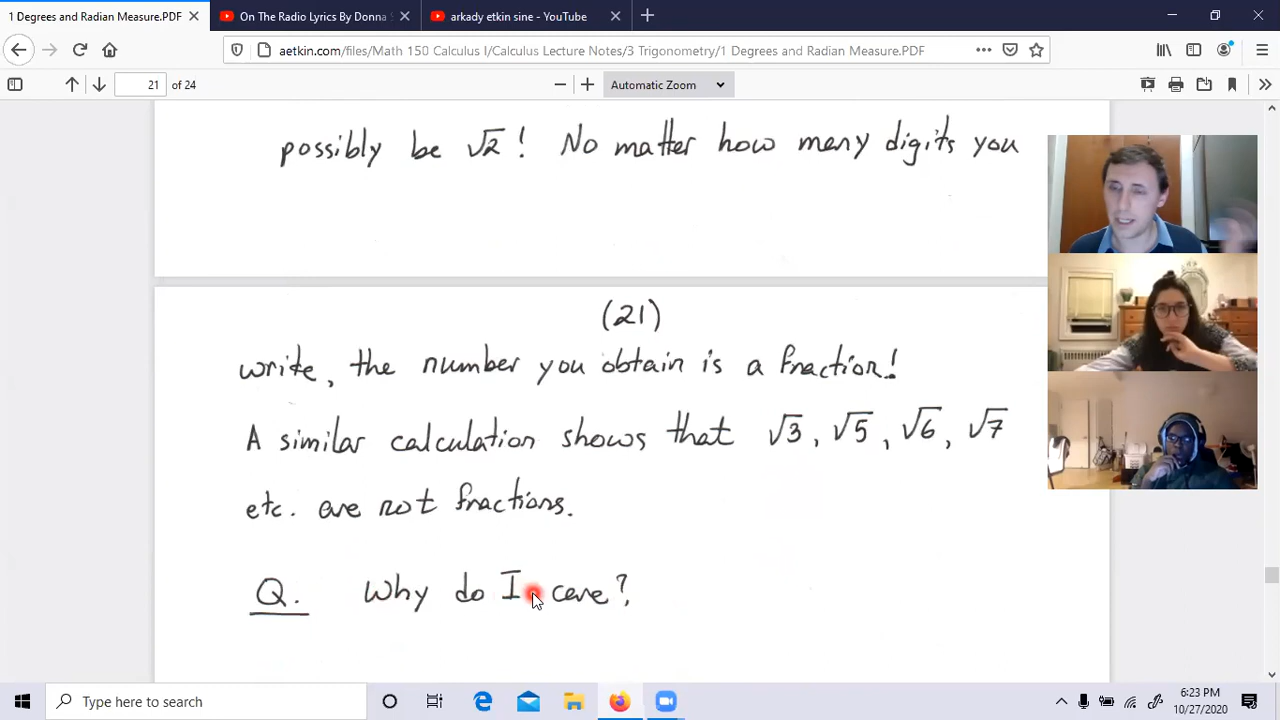 1 Degrees and Radian Measure.PDF
On The Radio Lyrics By Donna
arkady etkin sine - YouTube
aetkin.com/files/Math 150 Calculus I/Calculus Lecture Notes/3 Trigonometry/1 Degrees and Radian Measure.PDF
21 of 24
Automatic Zoom
possibly be √2! No matter how many digits you
(21)
write, the number you obtain is a fraction!
A similar calculation shows that √3, √5, √6, √7
etc. are not fractions.
Q. Why do I care?
Type here to search
6:23 PM
10/27/2020